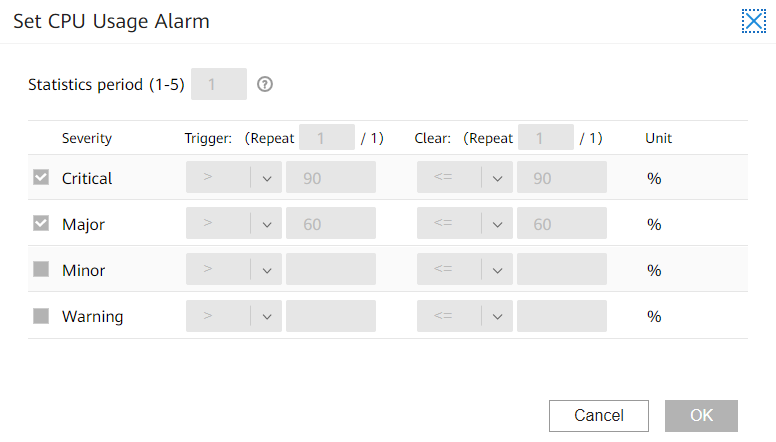 Set CPU Usage Alarm
Statistics period (1-5) 1 ?
Severity Trigger: (Repeat 1 / 1) Clear: (Repeat 1 / 1) Unit
Critical > 90 <= 90 %
Major > 60 <= 60 %
Minor > <= %
Warning > <= %
Cancel OK